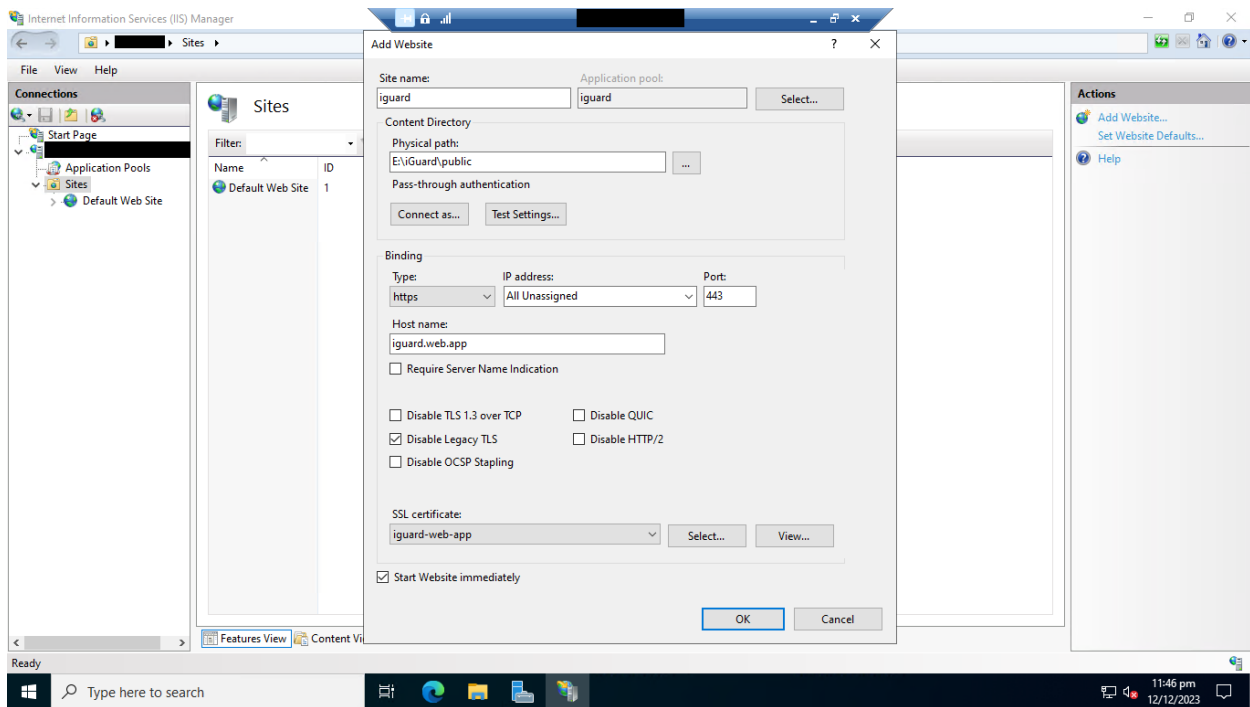 Internet Information Services (IIS) Manager
Sites
File View Help
Connections
Start Page
Application Pools
Sites
Default Web Site
Sites
Filter:
Name ID
Default Web Site 1
Features View Content Vi
Add Website ?
Site name: Application pool:
iguard iguard Select...
Content Directory
Physical path:
E:\iGuard\public ...
Pass-through authentication
Connect as... Test Settings...
Binding
Type: IP address: Port:
https All Unassigned 443
Host name:
iguard.web.app
Require Server Name Indication
Disable TLS 1.3 over TCP Disable QUIC
Disable Legacy TLS Disable HTTP/2
Disable OCSP Stapling
SSL certificate:
iguard-web-app Select... View...
Start Website immediately
OK Cancel
Actions
Add Website...
Set Website Defaults...
Help
Ready
Type here to search
11:46 pm
12/12/2023